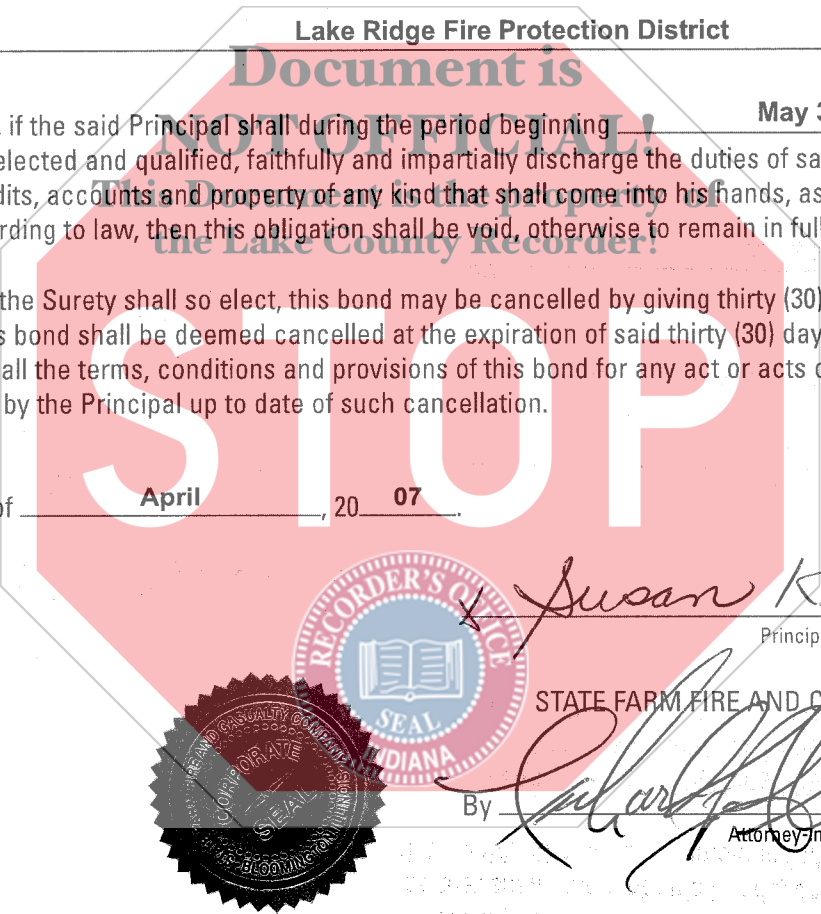 Lake Ridge Fire Protection District
Document is
NOT OFFICIAL!
This Document is the property of
the Lake County Recorder!
, if the said Principal shall during the period beginning May 3
elected and qualified, faithfully and impartially discharge the duties of sa
dits, accounts and property of any kind that shall come into his hands, as
rding to law, then this obligation shall be void, otherwise to remain in full
the Surety shall so elect, this bond may be cancelled by giving thirty (30)
s bond shall be deemed cancelled at the expiration of said thirty (30) day
all the terms, conditions and provisions of this bond for any act or acts
by the Principal up to date of such cancellation.
STOP
of April, 20 07.
RECORDER'S OFFICE
SEAL
INDIANA
X Susan K
Princip
STATE FARM FIRE AND C
FIRE AND CASUALTY COMPANY
CORPORATE
SEAL
BLOOMINGTON, ILLINOIS
By
Attorney-in